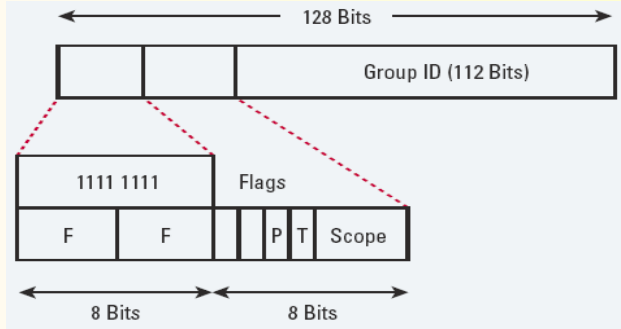 128 Bits
Group ID (112 Bits)
1111 1111
Flags
F F P T Scope
8 Bits 8 Bits